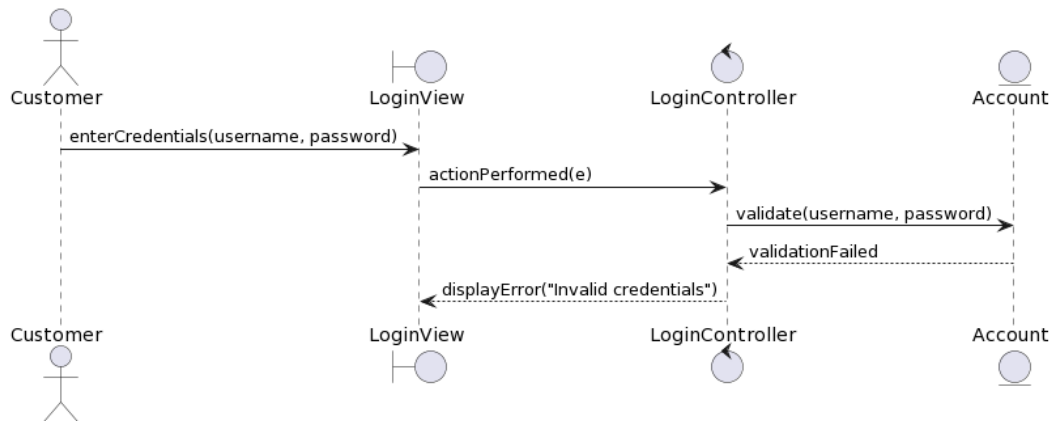 Customer
LoginView
LoginController
Account
enterCredentials(username, password)
actionPerformed(e)
validate(username, password)
validationFailed
displayError("Invalid credentials")
Customer
LoginView
LoginController
Account